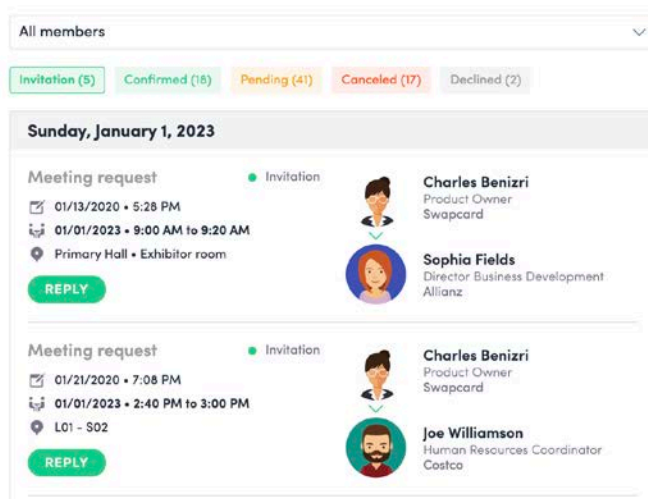 All members
Invitation (5) Confirmed (18) Pending (41) Canceled (17) Declined (2)
Sunday, January 1, 2023
Meeting request
Invitation
01/13/2020 • 5:28 PM
01/01/2023 • 9:00 AM to 9:20 AM
Primary Hall • Exhibitor room
REPLY
Charles Benizri
Product Owner
Swapcard
Sophia Fields
Director Business Development
Allianz
Meeting request
Invitation
01/21/2020 • 7:08 PM
01/01/2023 • 2:40 PM to 3:00 PM
L01 - S02
REPLY
Charles Benizri
Product Owner
Swapcard
Joe Williamson
Human Resources Coordinator
Costco